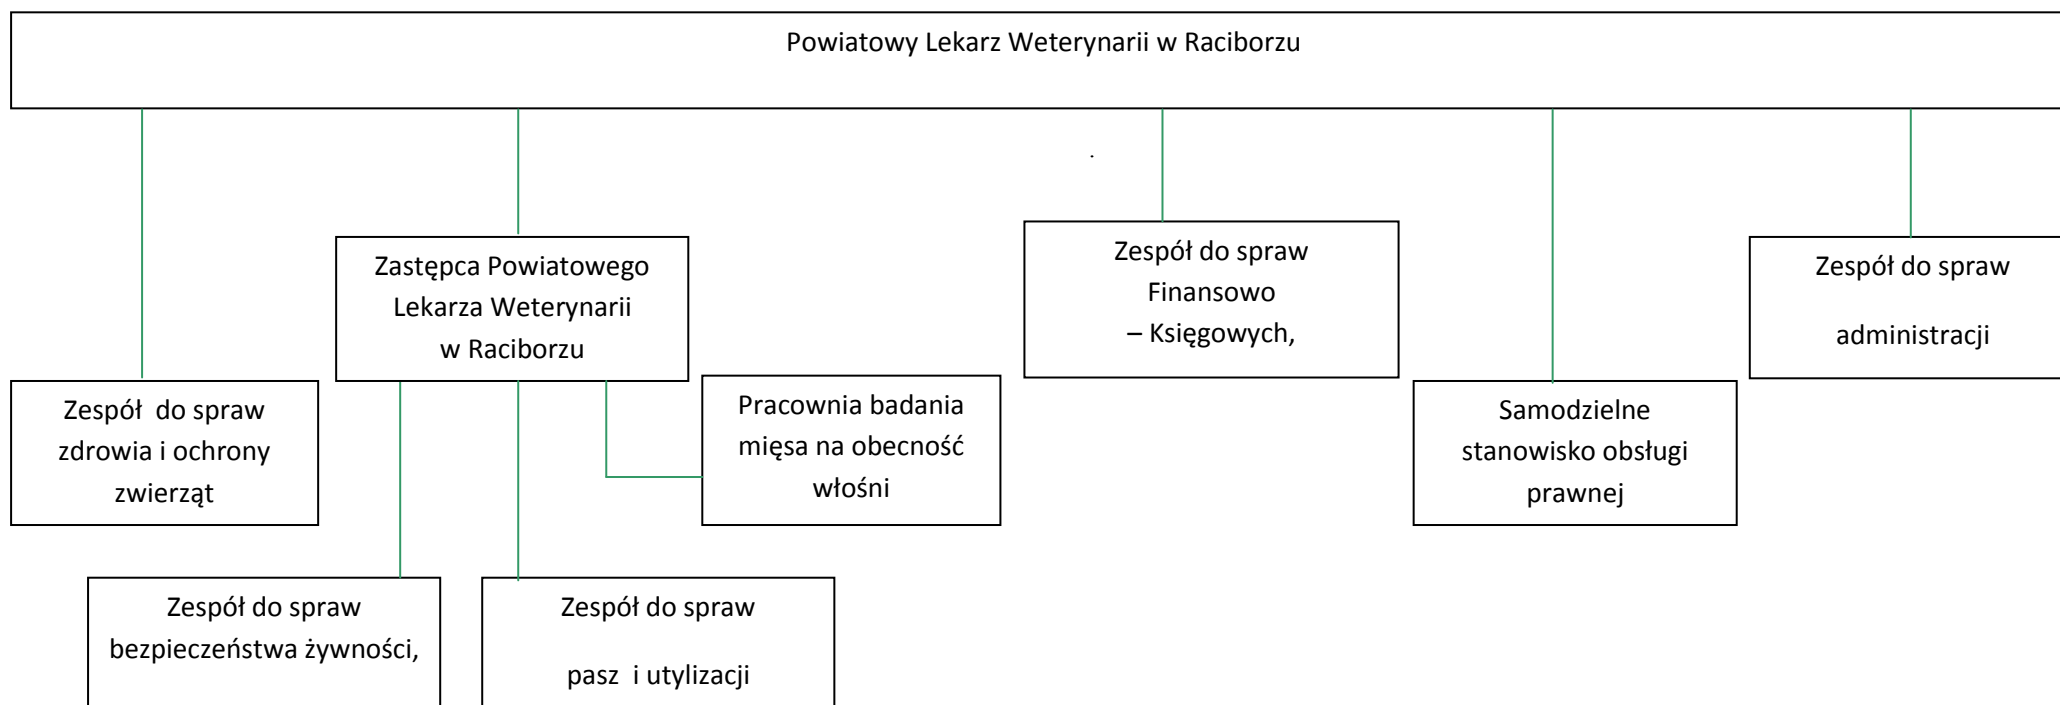 Powiatowy Lekarz Weterynarii w Raciborzu
.
Zastępca Powiatowego
Lekarza Weterynarii
w Raciborzu
Zespół do spraw
Finansowo
– Księgowych,
Zespół do spraw
administracji
Zespół  do spraw
zdrowia i ochrony
zwierząt
Pracownia badania
mięsa na obecność
włośni
Samodzielne
stanowisko obsługi
prawnej
Zespół do spraw
bezpieczeństwa żywności,
Zespół do spraw
pasz  i utylizacji